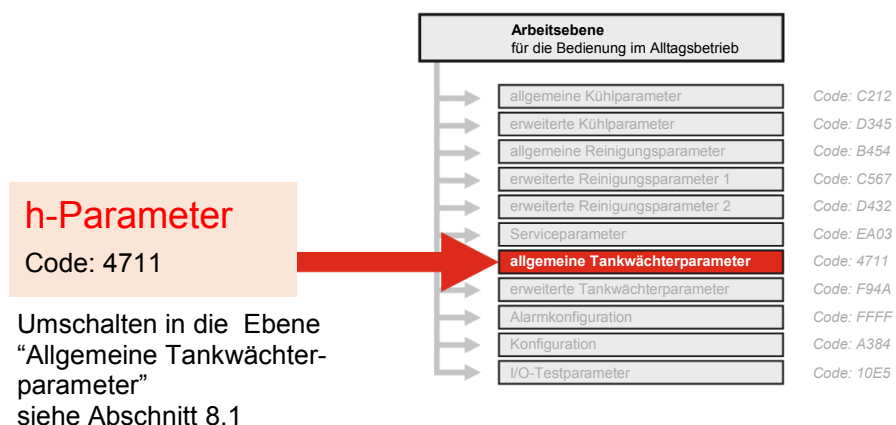 Arbeitsebene
für die Bedienung im Alltagsbetrieb
allgemeine Kühlparameter Code: C212
erweiterte Kühlparameter Code: D345
allgemeine Reinigungsparameter Code: B454
erweiterte Reinigungsparameter 1 Code: C567
erweiterte Reinigungsparameter 2 Code: D432
Serviceparameter Code: EA03
allgemeine Tankwächterparameter Code: 4711
erweiterte Tankwächterparameter Code: F94A
Alarmkonfiguration Code: FFFF
Konfiguration Code: A384
I/O-Testparameter Code: 10E5
h-Parameter
Code: 4711
Umschalten in die Ebene
“Allgemeine Tankwächter-
parameter”
siehe Abschnitt 8.1